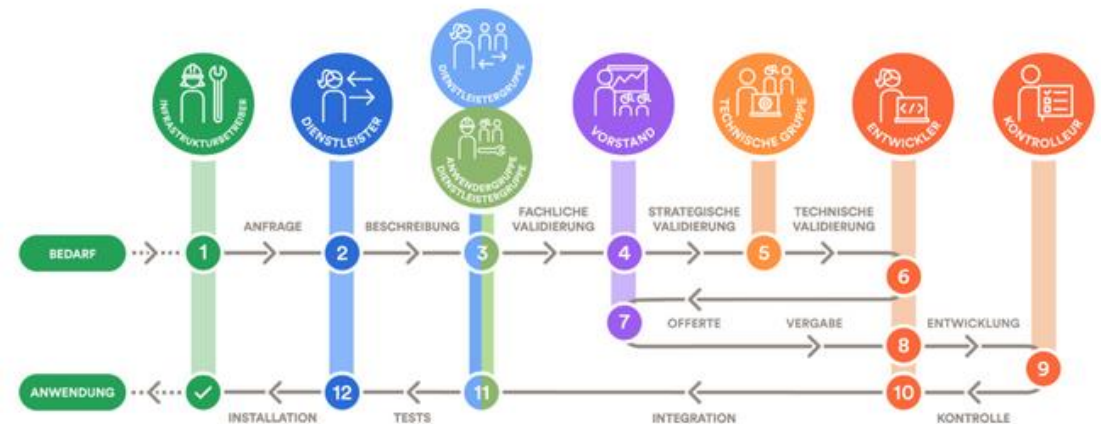 INFRASTRUKTURBETREIBER
DIENSTLEISTER
DIENSTLEISTERGRUPPE
ANWENDERGRUPPE
DIENSTLEISTERGRUPPE
VORSTAND
TECHNISCHE GRUPPE
ENTWICKLER
</>
KONTROLLEUR
BEDARF
1
ANFRAGE
2
BESCHREIBUNG
3
FACHLICHE
VALIDIERUNG
4
STRATEGISCHE
VALIDIERUNG
5
TECHNISCHE
VALIDIERUNG
6
7
OFFERTE
VERGABE
8
ENTWICKLUNG
9
ANWENDUNG
INSTALLATION
12
TESTS
11
INTEGRATION
10
KONTROLLE